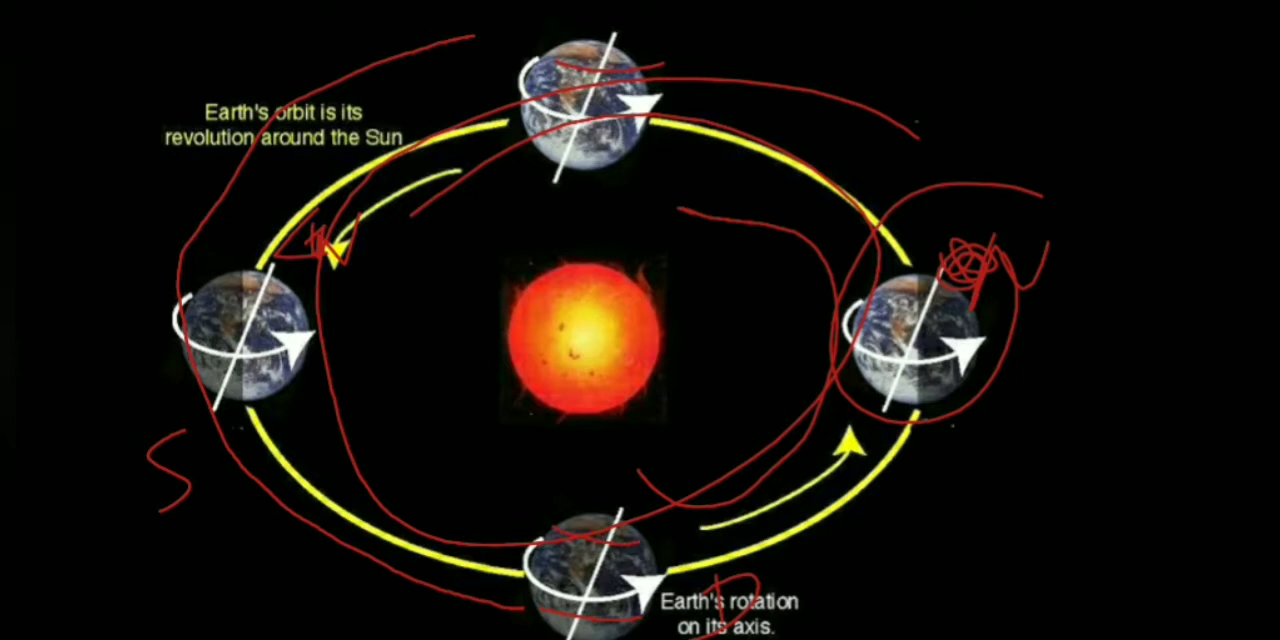 Earth's orbit is its
revolution around the Sun
N
N
S
D
Earth's rotation
on its axis.